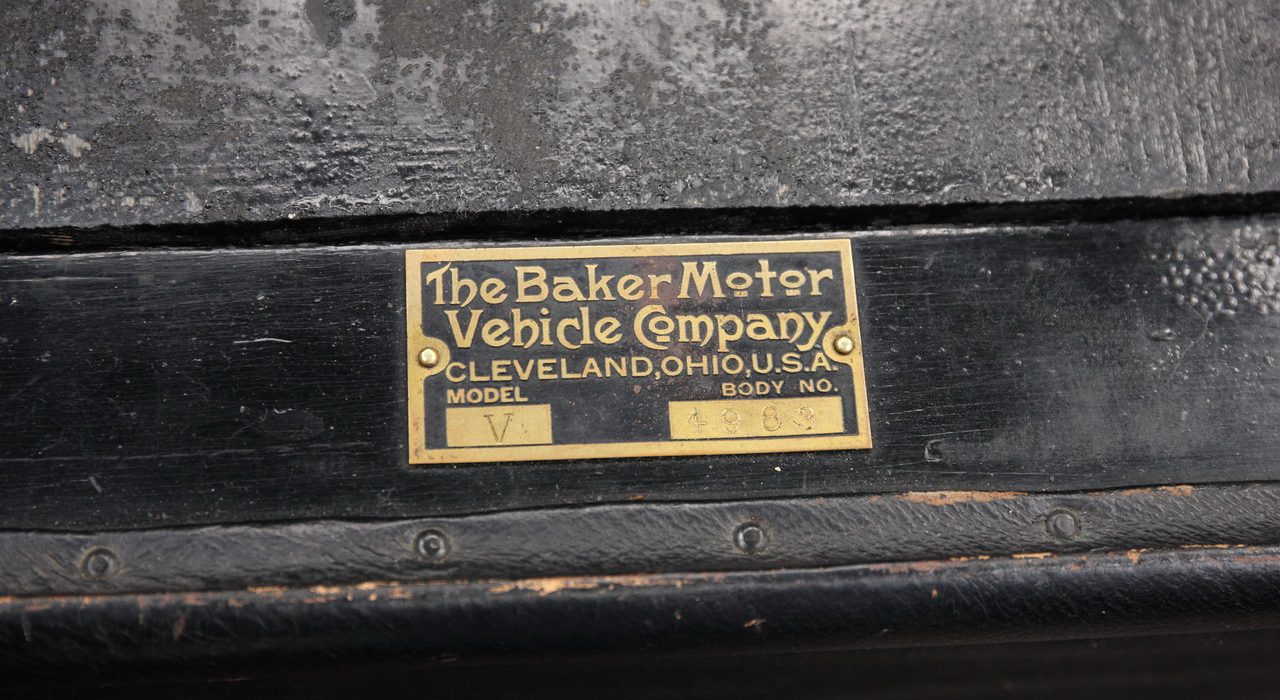 The Baker Motor
Vehicle Company
CLEVELAND, OHIO, U.S.A.
MODEL BODY NO.
V 4983